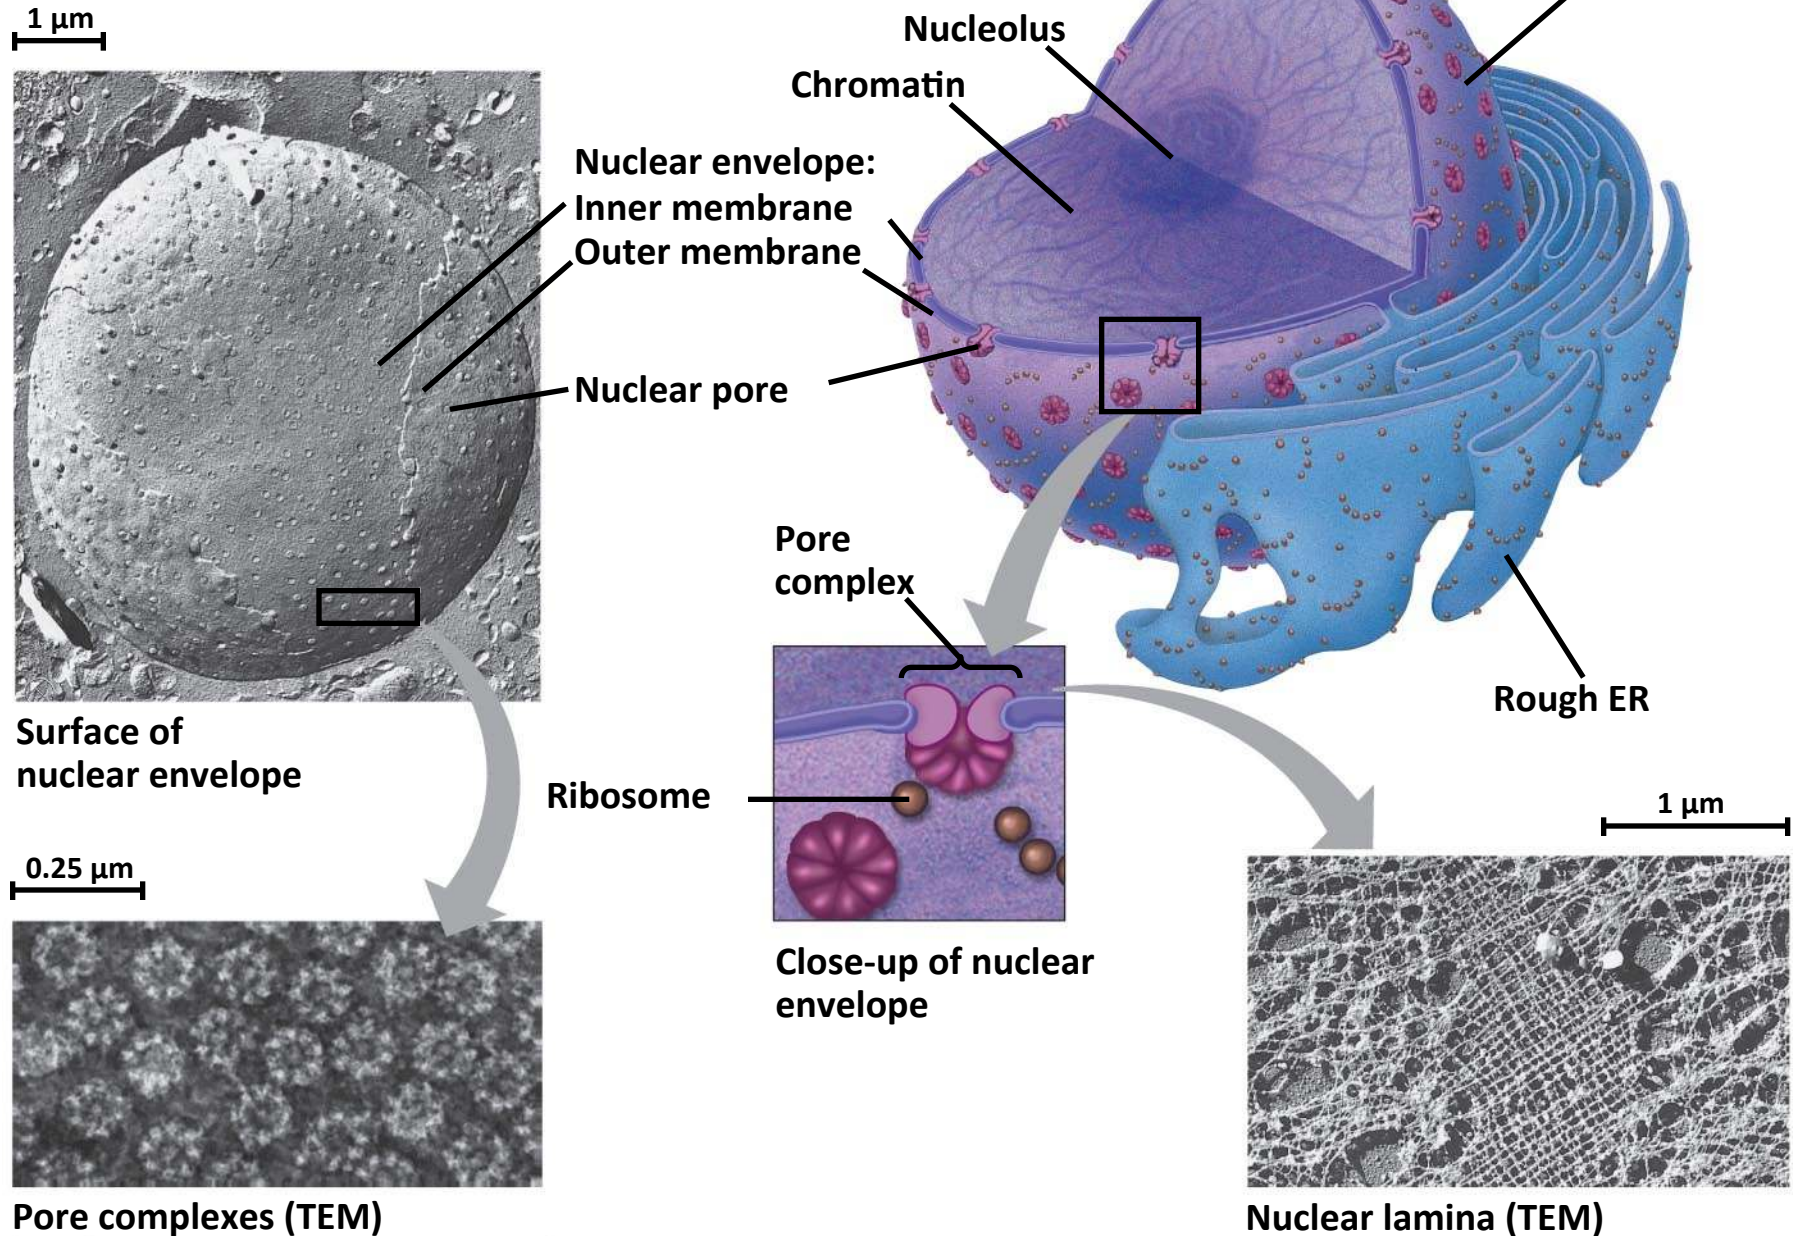 1 µm
Nucleolus
Chromatin
Nuclear envelope:
Inner membrane
Outer membrane
Nuclear pore
Pore
complex
Rough ER
Surface of
nuclear envelope
Ribosome
1 µm
0.25 µm
Close-up of nuclear
envelope
Pore complexes (TEM)
Nuclear lamina (TEM)